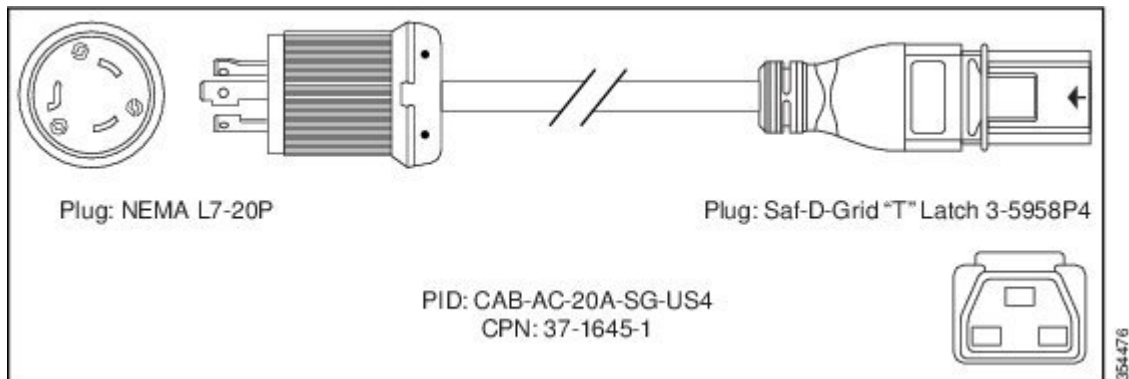 Plug: NEMA L7-20P
Plug: Saf-D-Grid “T” Latch 3-5958P4
PID: CAB-AC-20A-SG-US4
CPN: 37-1645-1
354476